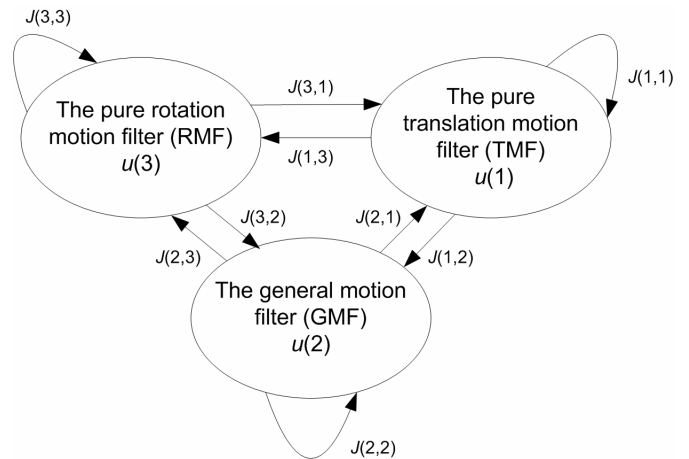 J(3,3)
The pure rotation
motion filter (RMF)
u(3)
J(3,1)
J(1,3)
The pure
translation motion
filter (TMF)
u(1)
J(1,1)
J(3,2)
J(2,3)
J(2,1)
J(1,2)
The general motion
filter (GMF)
u(2)
J(2,2)